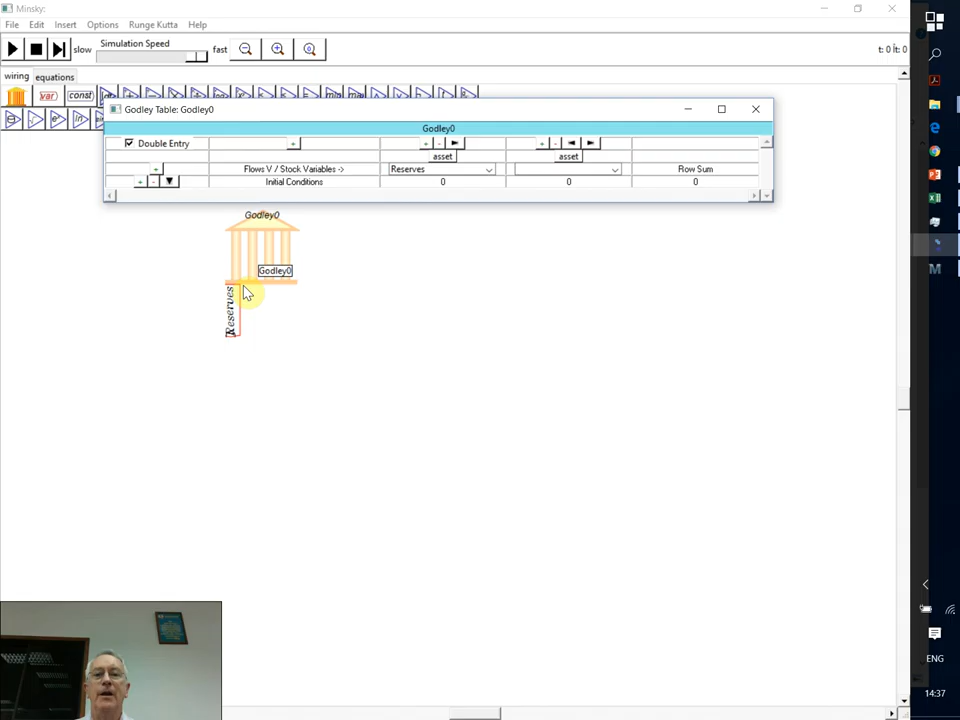 Minsky:
File Edit Insert Options Runge Kutta Help
slow Simulation Speed fast
t: 0 Δt: 0
wiring equations
var const
Godley Table: Godley0
Godley0
Double Entry + + - ► + - ◄ ►
asset asset
+ Flows V / Stock Variables -> Reserves Row Sum
+ - ▼ Initial Conditions 0 0 0
Godley0
Godley0
Reserves
ENG
14:37